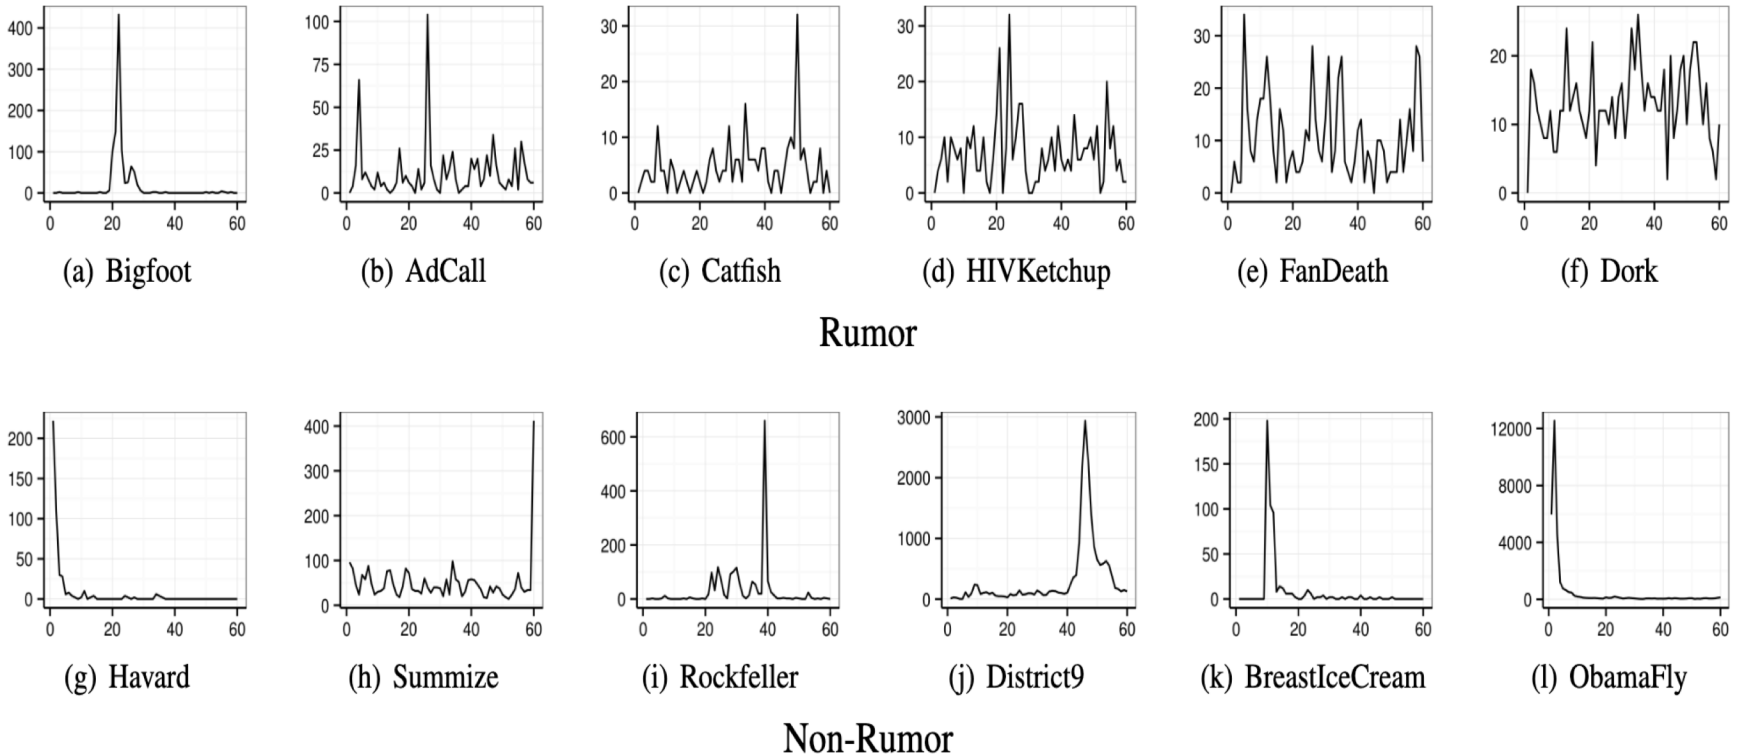 400
300
200
100
0
0 20 40 60
(a) Bigfoot
100
75
50
25
0
0 20 40 60
(b) AdCall
30
20
10
0
0 20 40 60
(c) Catfish
30
20
10
0
0 20 40 60
(d) HIVKetchup
30
20
10
0
0 20 40 60
(e) FanDeath
20
10
0
0 20 40 60
(f) Dork
Rumor
200
150
100
50
0
0 20 40 60
(g) Havard
400
300
200
100
0
0 20 40 60
(h) Summize
600
400
200
0
0 20 40 60
(i) Rockfeller
3000
2000
1000
0
0 20 40 60
(j) District9
200
150
100
50
0
0 20 40 60
(k) BreastIceCream
12000
8000
4000
0
0 20 40 60
(l) ObamaFly
Non-Rumor